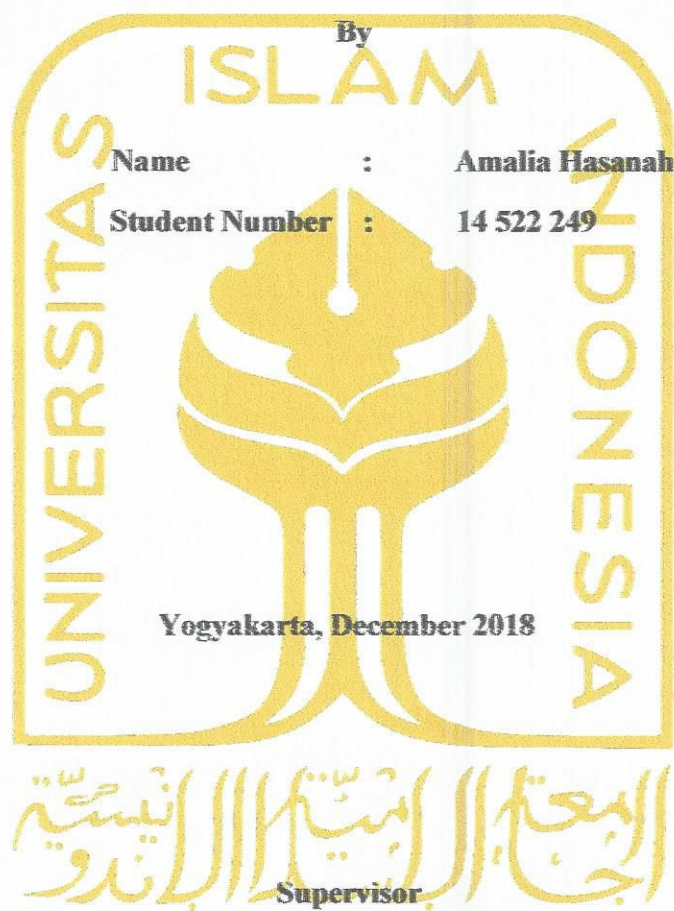 By
ISLAM
UNIVERSITAS
INDONESIA
Name : Amalia Hasanah
Student Number : 14 522 249
Yogyakarta, December 2018
الجامعة الإسلامية الإندونيسية
Supervisor